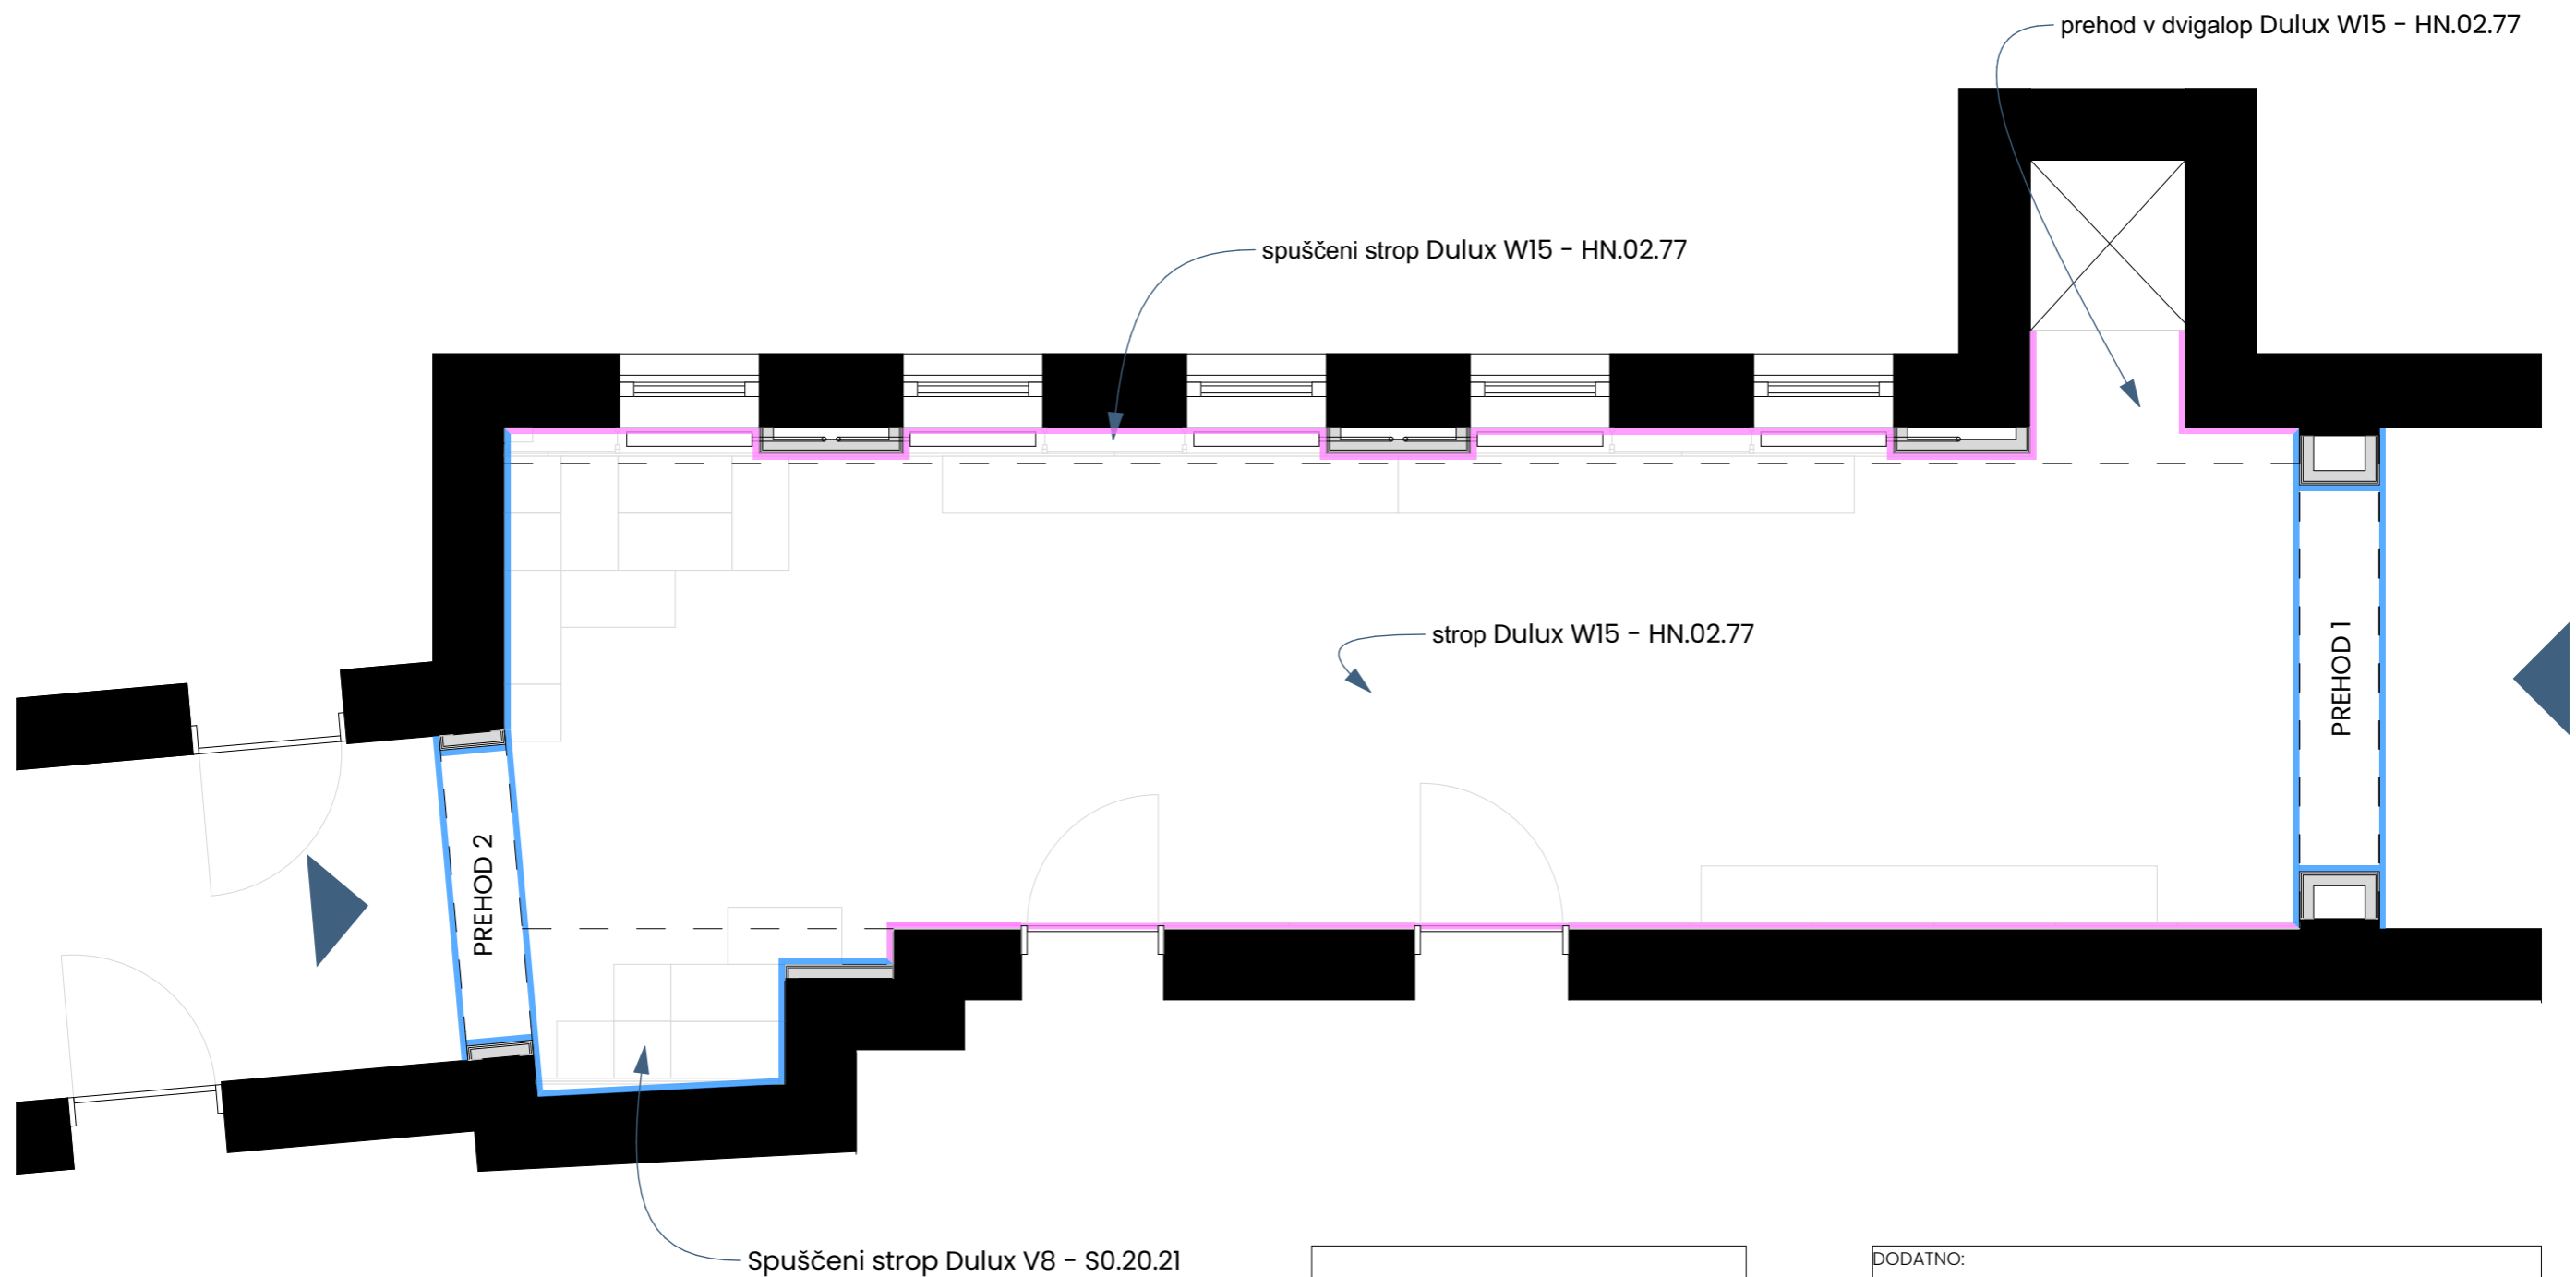 prehod v dvigalop Dulux W15 - HN.02.77
spuščeni strop Dulux W15 - HN.02.77
strop Dulux W15 - HN.02.77
PREHOD 1
PREHOD 2
Spuščeni strop Dulux V8 - S0.20.21
DODATNO: